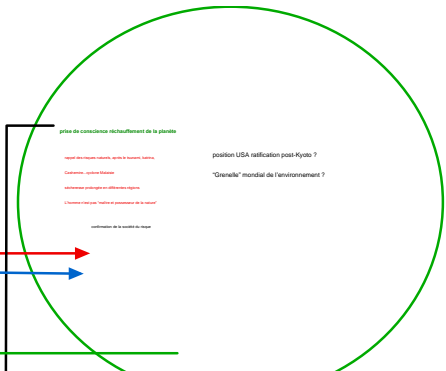 prise de conscience réchauffement de la planète
rappel des risques naturels, après le tsunami, Katrina,
Cachemire...cyclone Malaisie
sécheresse prolongée en différentes régions..
L'homme n'est pas "maître et possesseur de la nature"
confirmation de la société du risque
position USA ratification post-Kyoto ?
"Grenelle" mondial de l'environnement ?